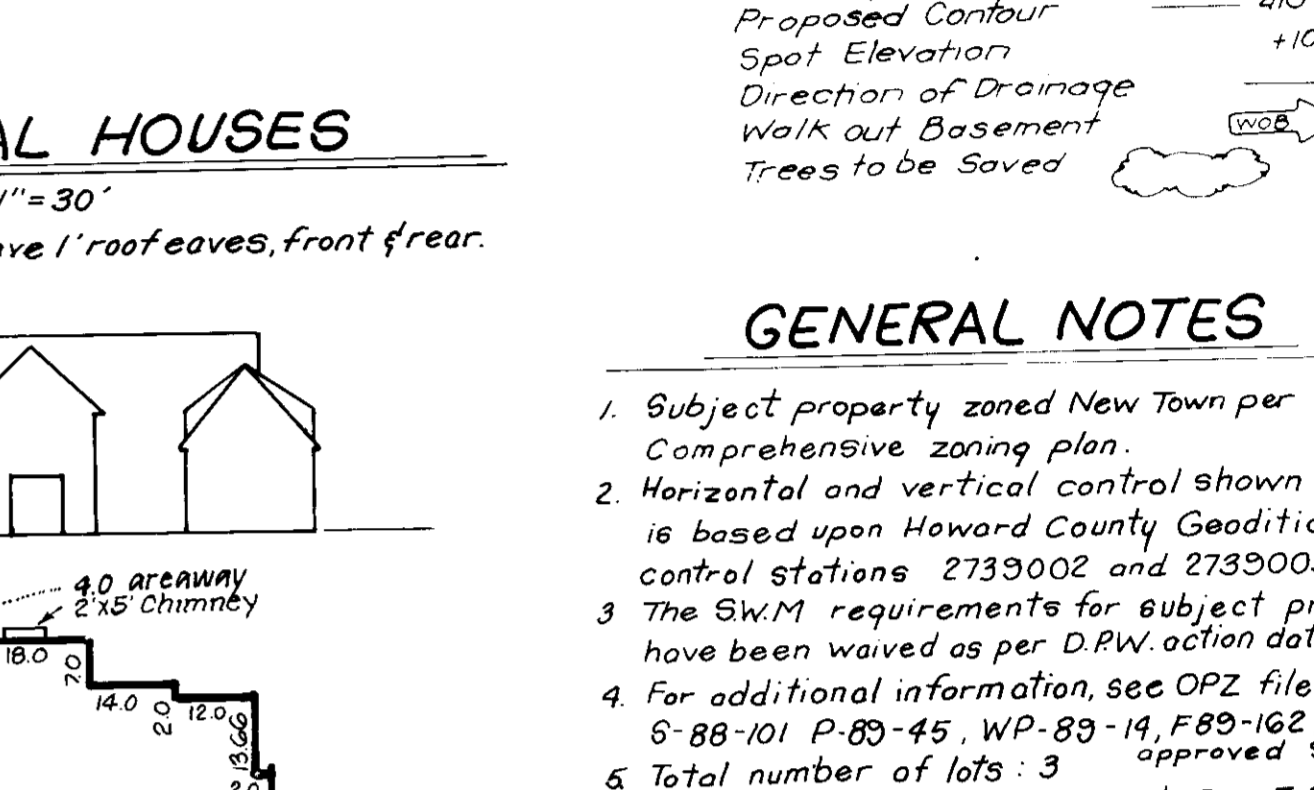 HOUSES
1"=30'
1' roof eaves, front & rear.
4.0 areaway
2'x5' Chimney
18.0
7.0
14.0
2.0
12.0
13.66
Proposed Contour
Spot Elevation
+10
Direction of Drainage
Walk out Basement
WOB
Trees to be Saved
GENERAL NOTES
1. Subject property zoned New Town per
Comprehensive zoning plan.
2. Horizontal and vertical control shown
is based upon Howard County Geoditic
control stations 2739002 and 273900
3 The S.W.M requirements for subject
have been waived as per D.P.W. action
4. For additional information, see OPZ file
S-88-101 P-89-45, WP-89-14, F89-162
approved
5. Total number of lots : 3